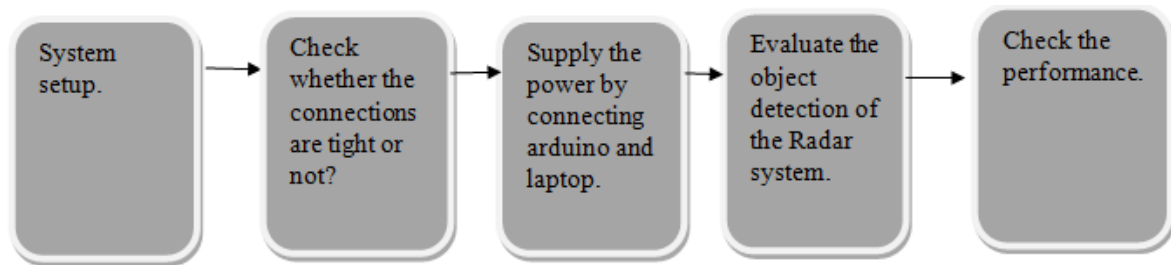 System
setup.
Check
whether the
connections
are tight or
not?
Supply the
power by
connecting
arduino and
laptop.
Evaluate the
object
detection of
the Radar
system.
Check the
performance.